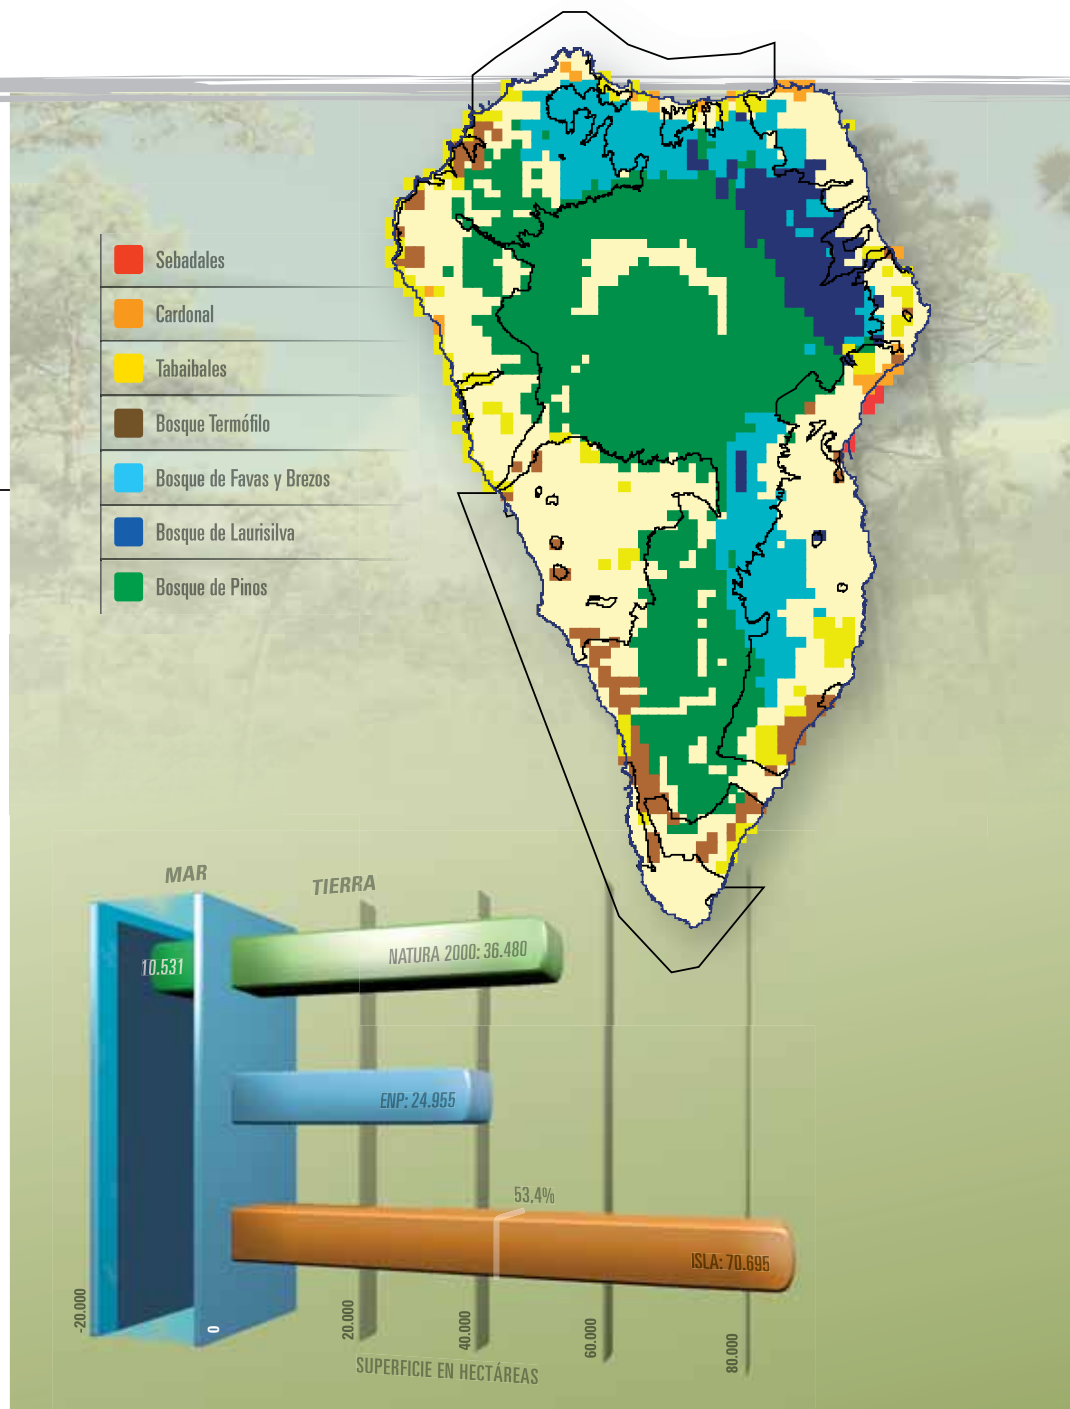 Sebadales
Cardonal
Tabaibales
Bosque Termófilo
Bosque de Favas y Brezos
Bosque de Laurisilva
Bosque de Pinos
MAR
TIERRA
10.531
NATURA 2000: 36.480
ENP: 24.955
53,4%
ISLA: 70.695
-20.000
0
20.000
40.000
60.000
80.000
SUPERFICIE EN HECTÁREAS